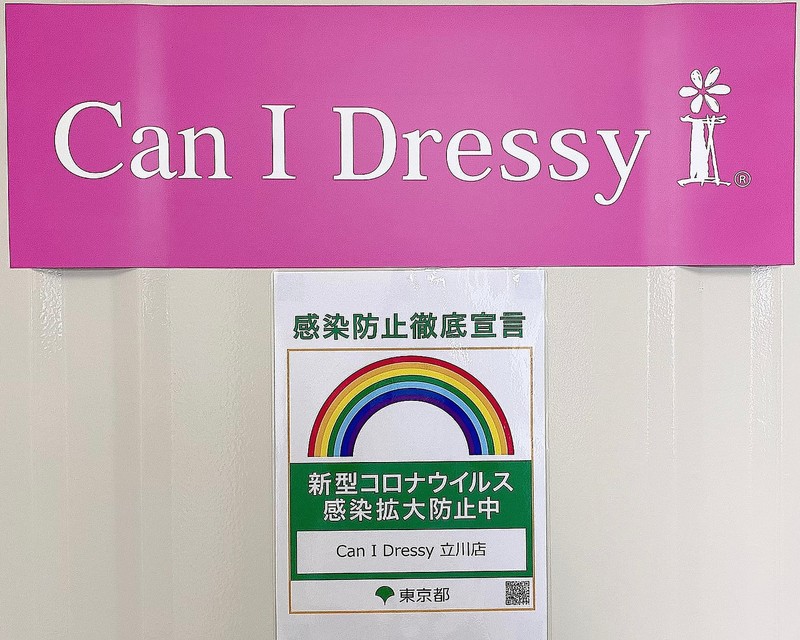 Can I Dressy
®
感染防止徹底宣言
新型コロナウイルス
感染拡大防止中
Can I Dressy 立川店
東京都